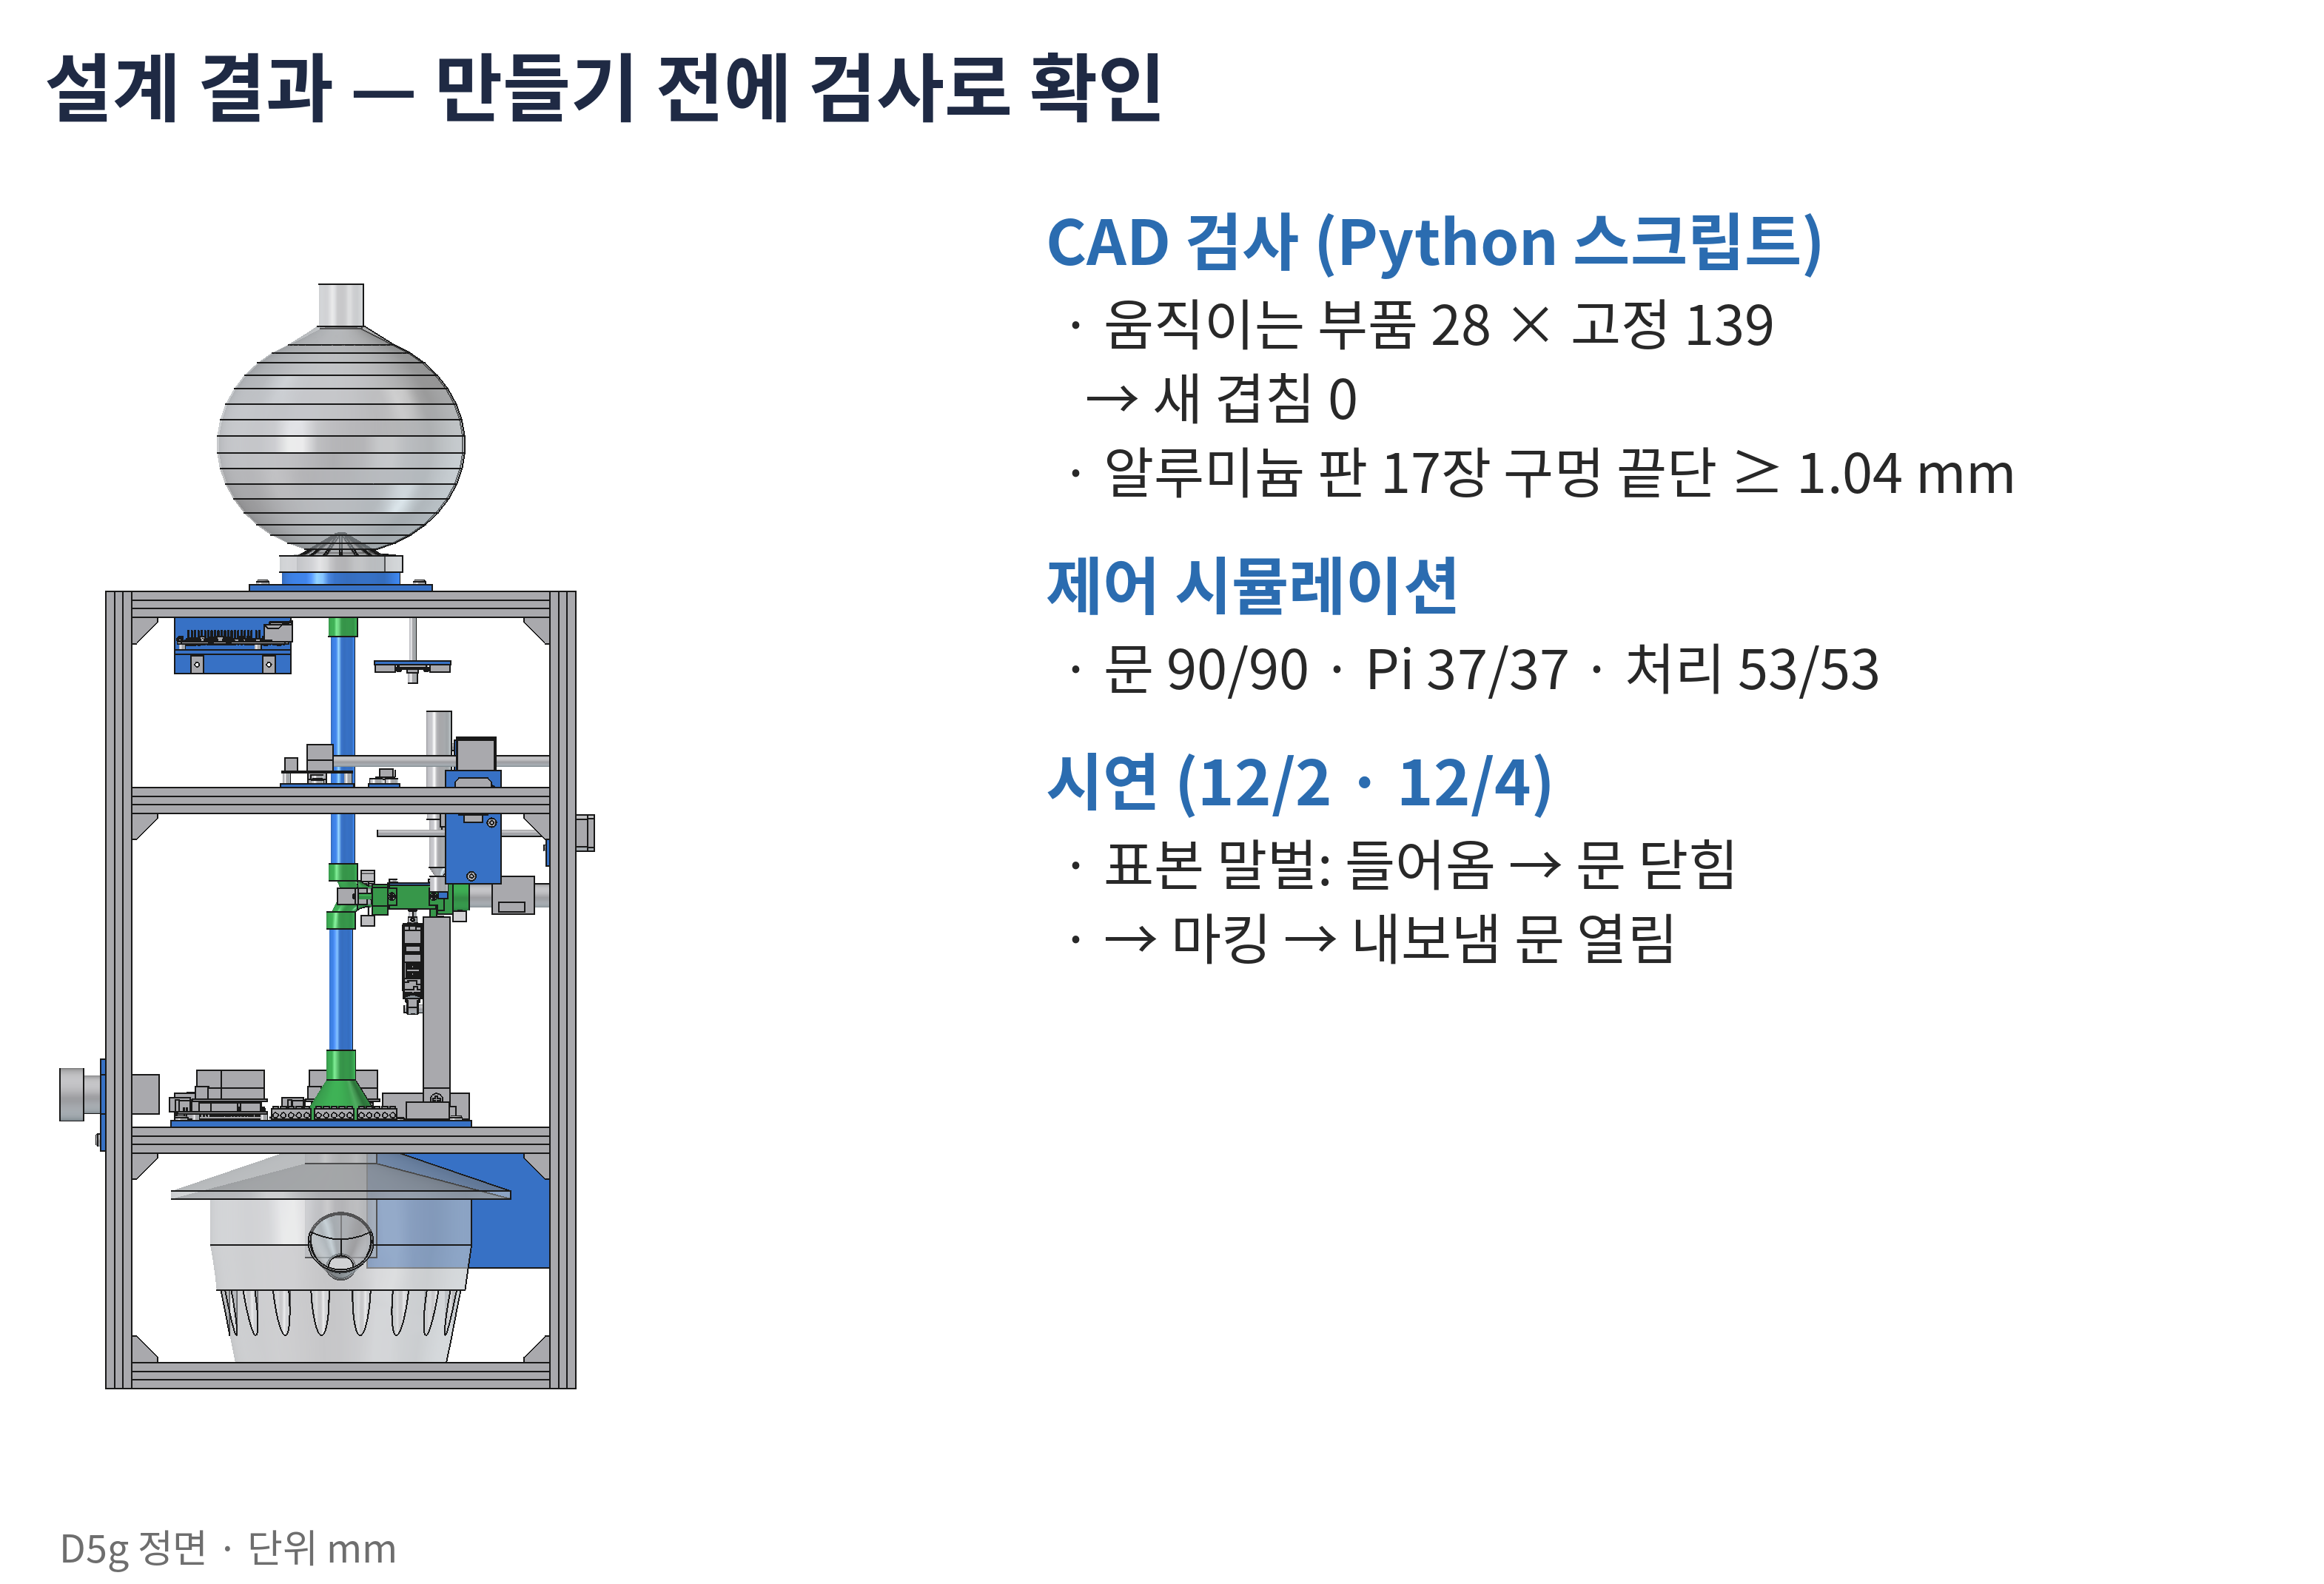 설계 결과 — 만들기 전에 검사로 확인
CAD 검사 (Python 스크립트)
· 움직이는 부품 28 × 고정 139
→ 새 겹침 0
· 알루미늄 판 17장 구멍 끝단 ≥ 1.04 mm
제어 시뮬레이션
· 문 90/90 · Pi 37/37 · 처리 53/53
시연 (12/2 · 12/4)
· 표본 말벌: 들어옴 → 문 닫힘
· → 마킹 → 내보냄 문 열림
D5g 정면 · 단위 mm